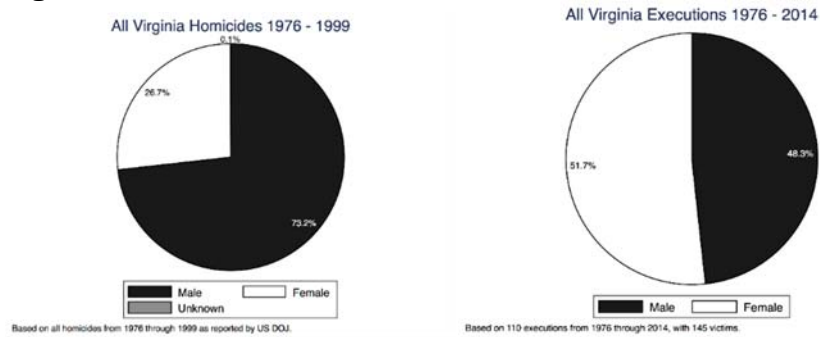 All Virginia Homicides 1976 - 1999
0.1%
26.7%
73.2%
Male
Female
Unknown
Based on all homicides from 1976 through 1999 as reported by US DOJ.
All Virginia Executions 1976 - 2014
48.3%
51.7%
Male
Female
Based on 110 executions from 1976 through 2014, with 145 victims.